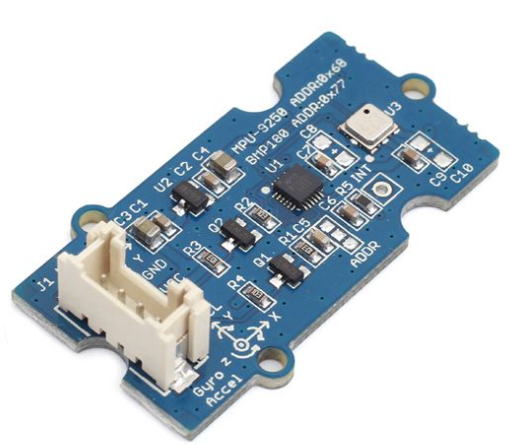 MPU-9250 ADDR:0x68
BMP180 ADDR:0x77
U3
C8
C7
U1
INT
C9
C10
U2 C2 C4
R5
C6
R2
C3 C1
Q2
R1 C5
ADDR
Y
GND
R3
Q1
J1
R4
Y
X
Z
Gyro
Accel